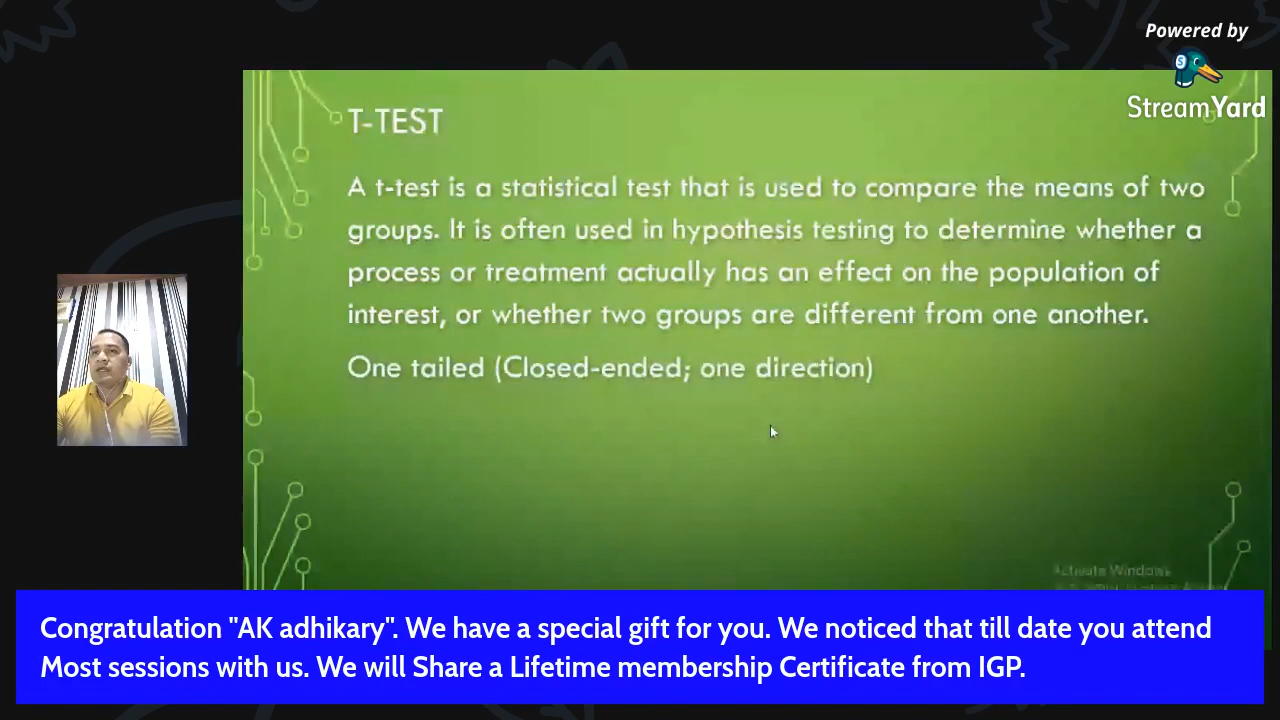 Powered by
StreamYard
T-TEST
A t-test is a statistical test that is used to compare the means of two
groups. It is often used in hypothesis testing to determine whether a
process or treatment actually has an effect on the population of
interest, or whether two groups are different from one another.
One tailed (Closed-ended; one direction)
Activate Windows
Congratulation "AK adhikary". We have a special gift for you. We noticed that till date you attend
Most sessions with us. We will Share a Lifetime membership Certificate from IGP.